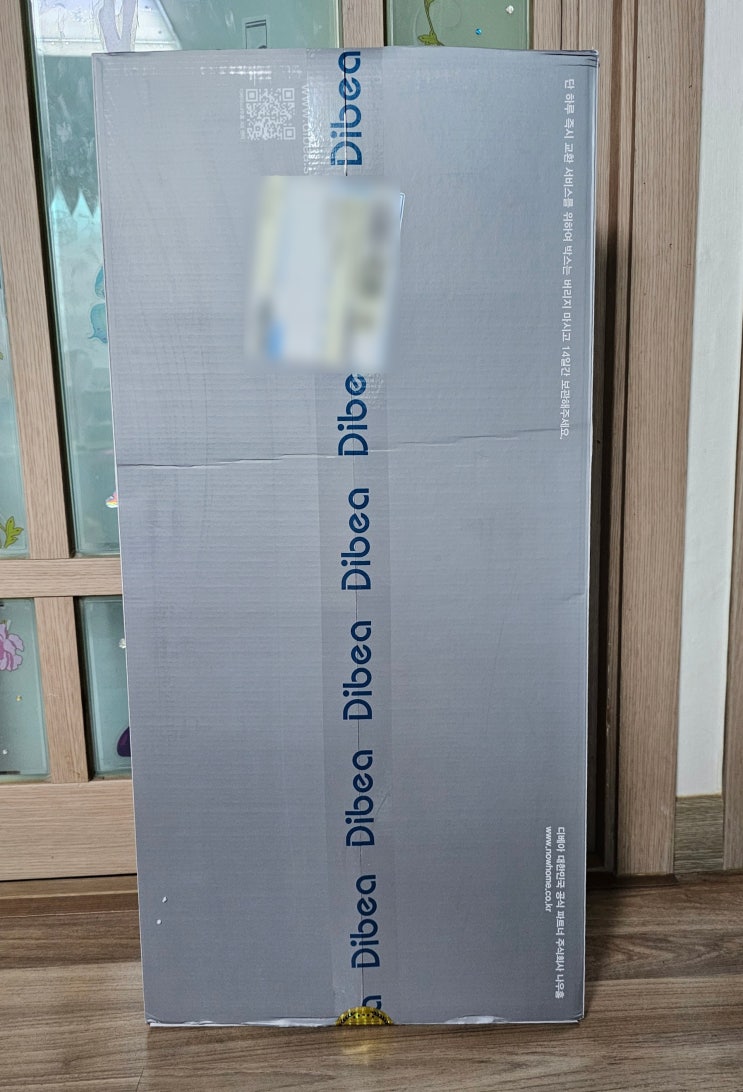 Dibea
Dibe
Dibea
Dibea
Dibea
Dibea
a
단 하루 즉시 교환 서비스를 위하여 박스는 버리지 마시고 14일간 보관해주세요.
디베아 대한민국 공식 파트너 주식회사 나우홈
www.nowhome.co.kr